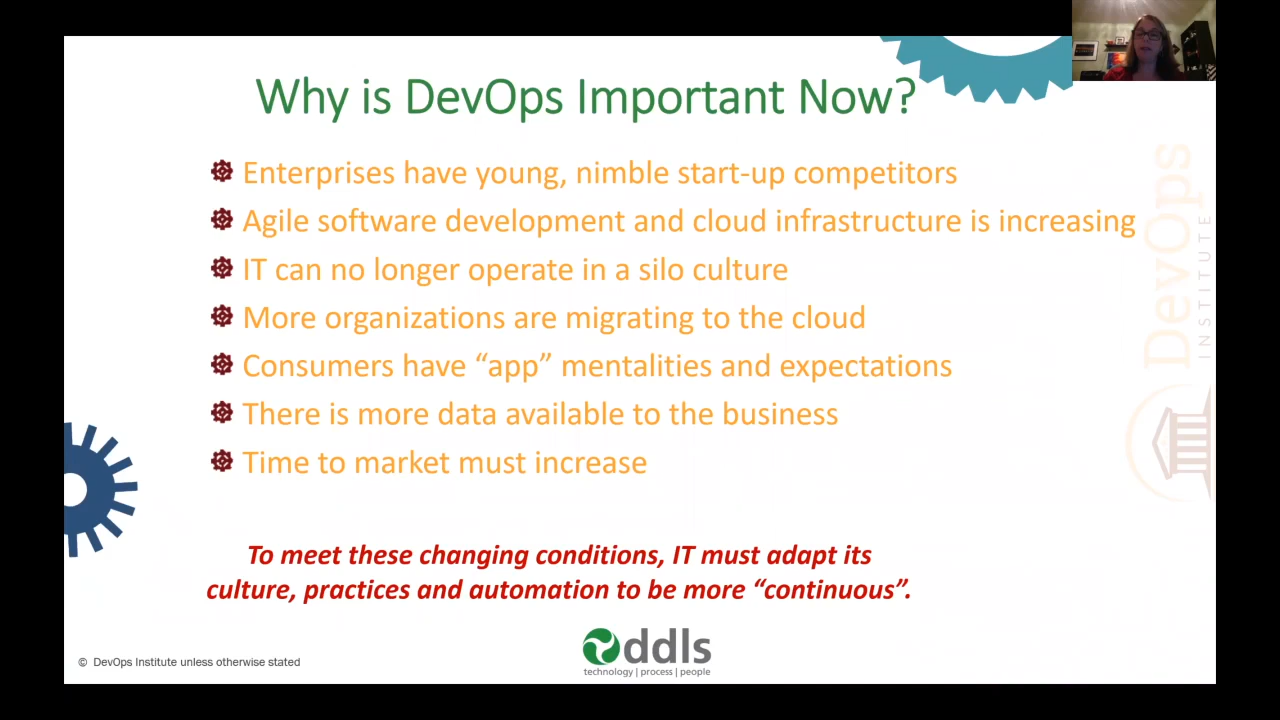 Why is DevOps Important Now?
Enterprises have young, nimble start-up competitors
Agile software development and cloud infrastructure is increasing
IT can no longer operate in a silo culture
More organizations are migrating to the cloud
Consumers have “app” mentalities and expectations
There is more data available to the business
Time to market must increase
To meet these changing conditions, IT must adapt its
culture, practices and automation to be more “continuous”.
DevOps
INSTITUTE
© DevOps Institute unless otherwise stated
ddls
technology | process | people